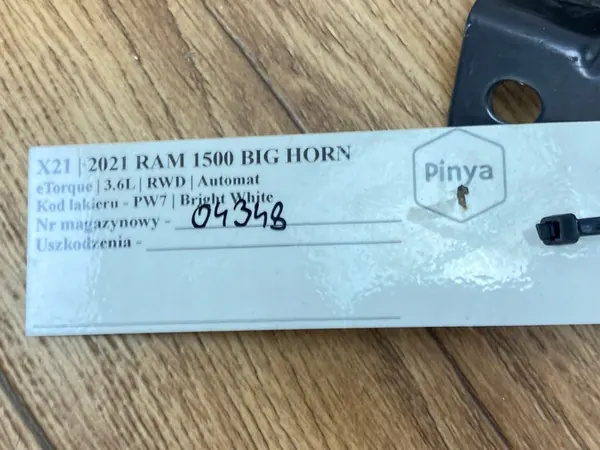 X21 | 2021 RAM 1500 BIG HORN
eTorque | 3.6L | RWD | Automat
Kod lakieru - PW7 | Bright White
Nr magazynowy - 04348
Uszkodzenia -
Pinya